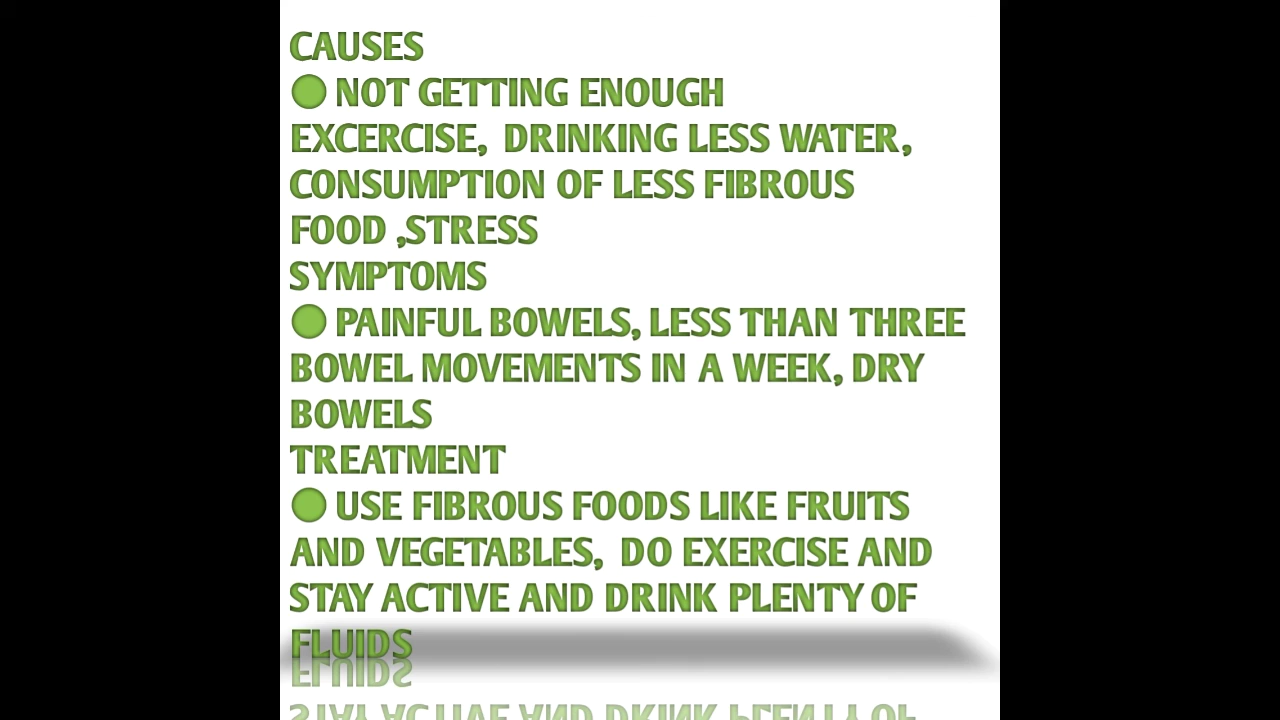 CAUSES
● NOT GETTING ENOUGH
EXCERCISE, DRINKING LESS WATER,
CONSUMPTION OF LESS FIBROUS
FOOD ,STRESS
SYMPTOMS
● PAINFUL BOWELS, LESS THAN THREE
BOWEL MOVEMENTS IN A WEEK, DRY
BOWELS
TREATMENT
● USE FIBROUS FOODS LIKE FRUITS
AND VEGETABLES, DO EXERCISE AND
STAY ACTIVE AND DRINK PLENTY OF
FLUIDS